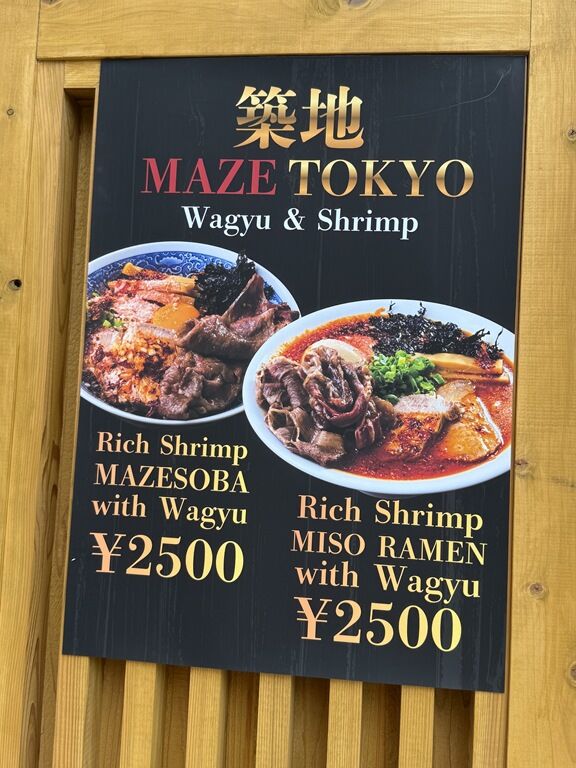 築地
MAZE TOKYO
Wagyu & Shrimp
Rich Shrimp
MAZESOBA
with Wagyu
¥2500
Rich Shrimp
MISO RAMEN
with Wagyu
¥2500